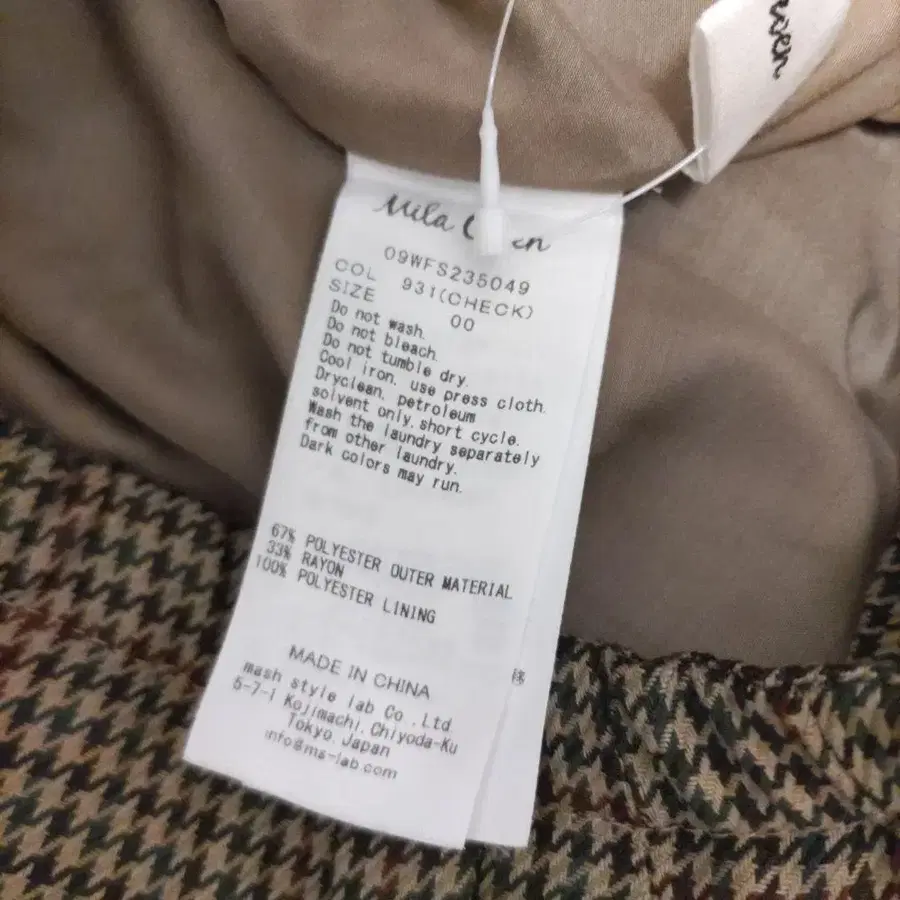 Mila
09WFS235049
COL 931(CHECK)
SIZE 00
Do not wash.
Do not bleach.
Do not tumble dry.
Cool iron, use press cloth.
Dryclean, petroleum
solvent only, short cycle.
Wash the laundry separately
from other laundry.
Dark colors may run.
67% POLYESTER OUTER MATERIAL
33% RAYON
100% POLYESTER LINING
MADE IN CHINA
mash style lab Co., Ltd.
5-7-1 Kojimachi, Chiyoda-Ku
Tokyo, Japan
info@ms-lab.com